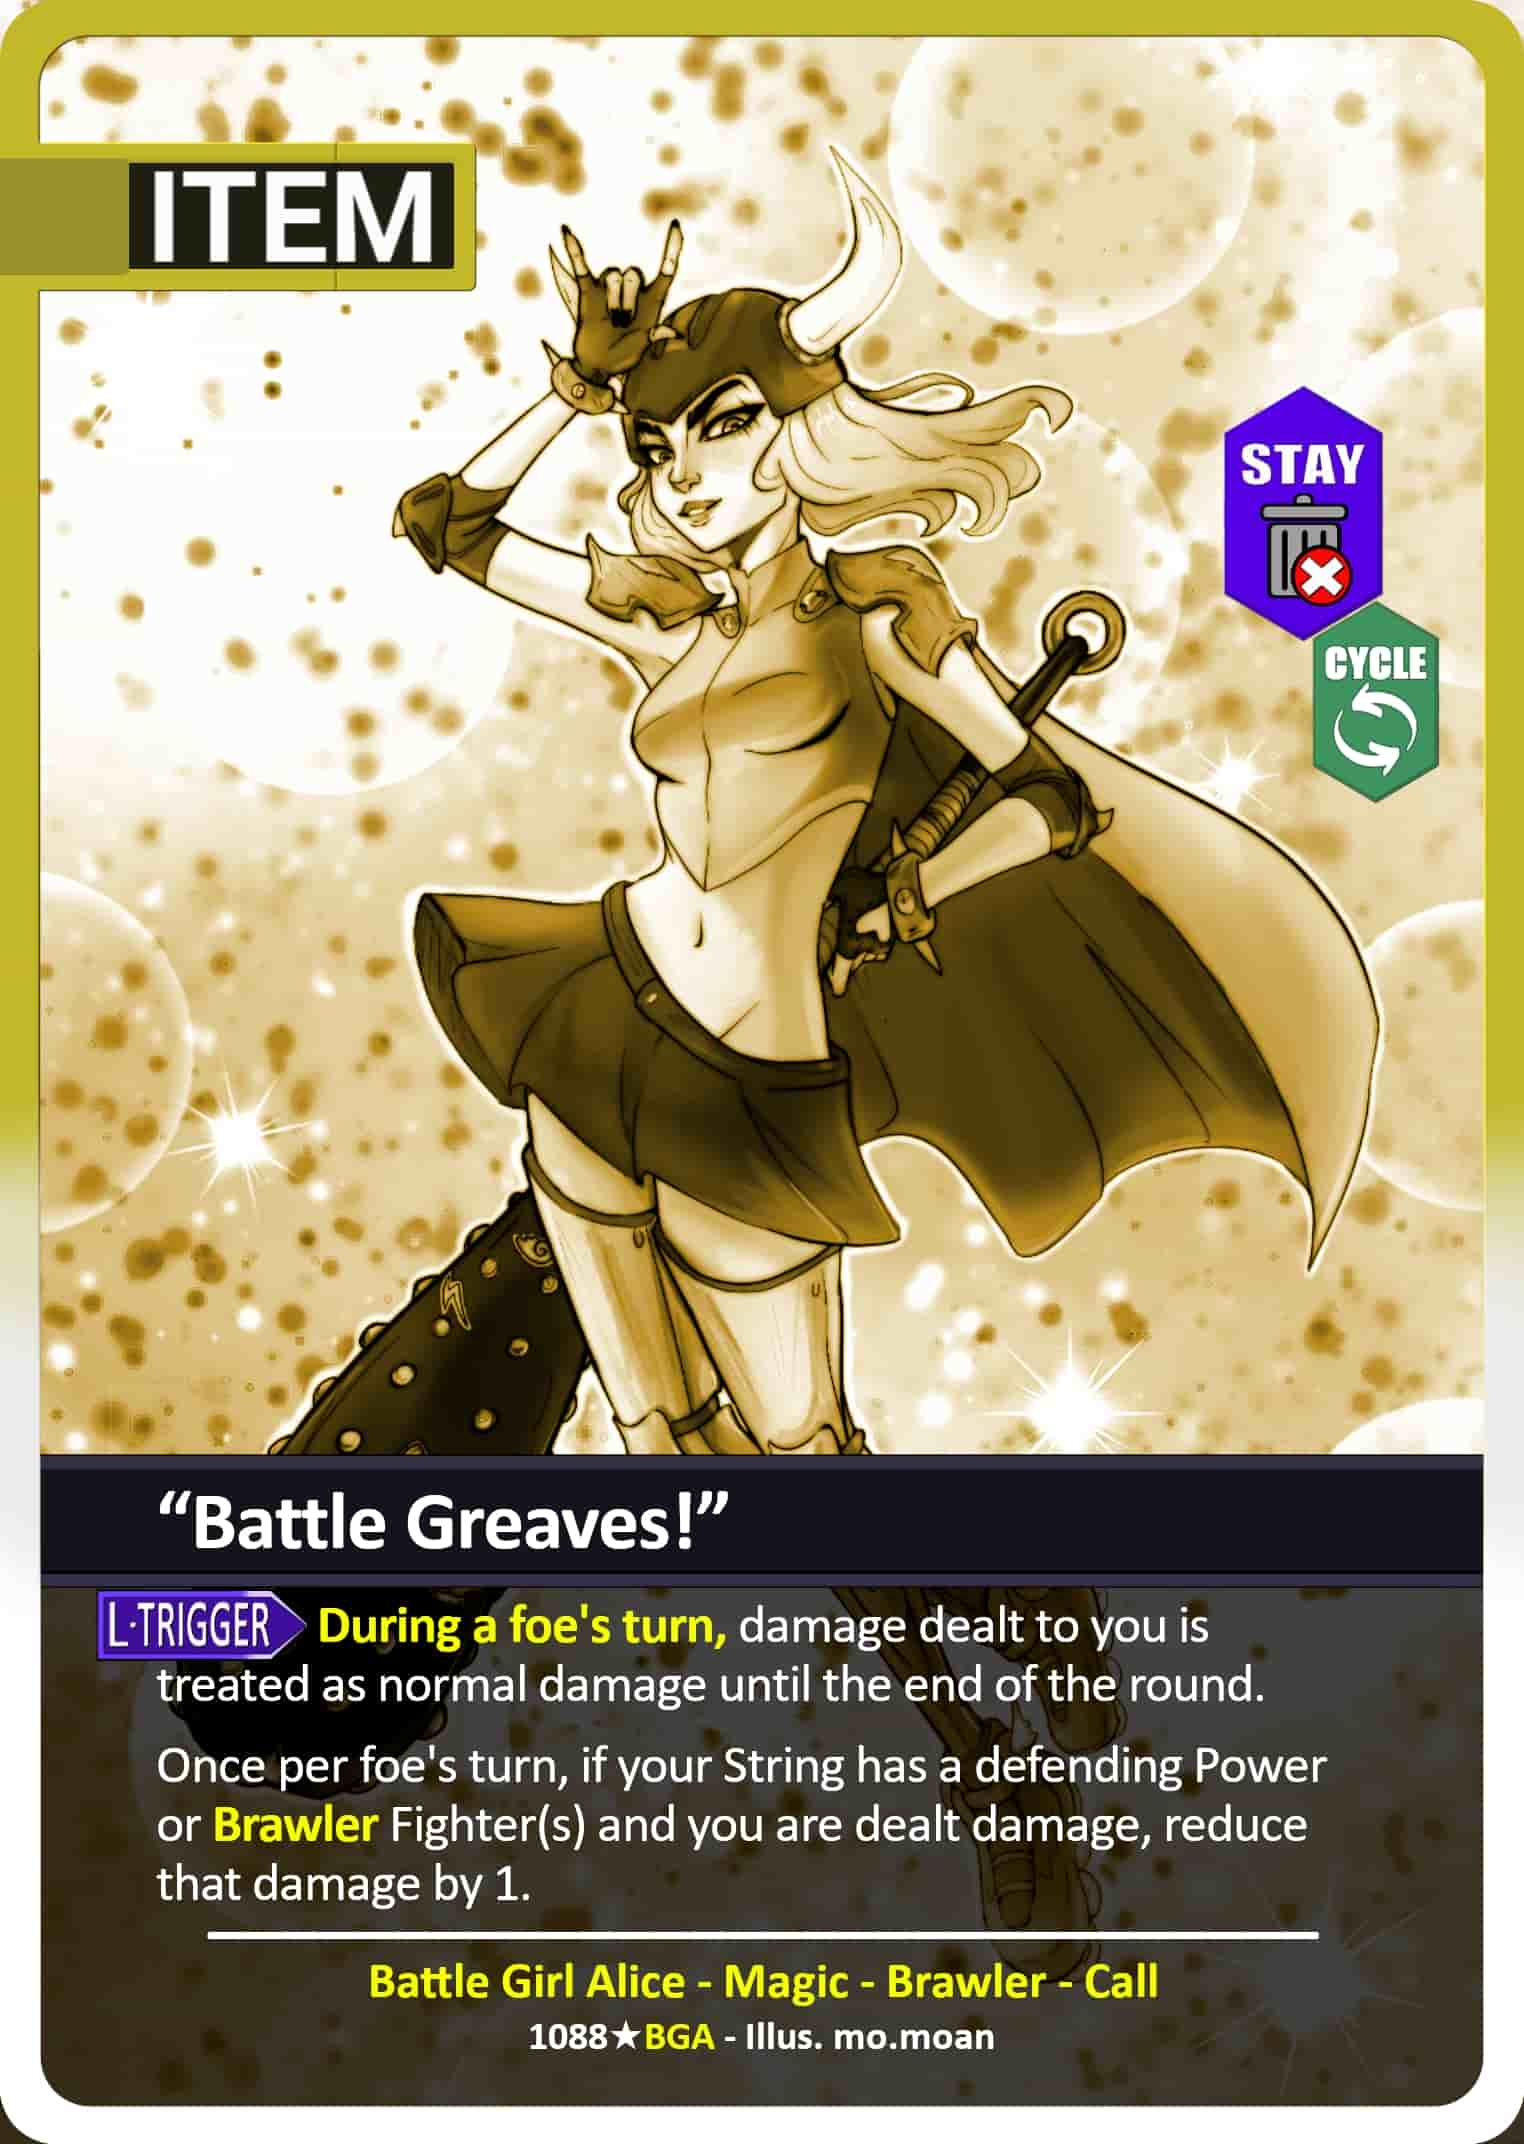 ITEM
STAY
CYCLE
“Battle Greaves!”
L·TRIGGER During a foe's turn, damage dealt to you is
treated as normal damage until the end of the round.
Once per foe's turn, if your String has a defending Power
or Brawler Fighter(s) and you are dealt damage, reduce
that damage by 1.
Battle Girl Alice - Magic - Brawler - Call
1088★BGA - Illus. mo.moan